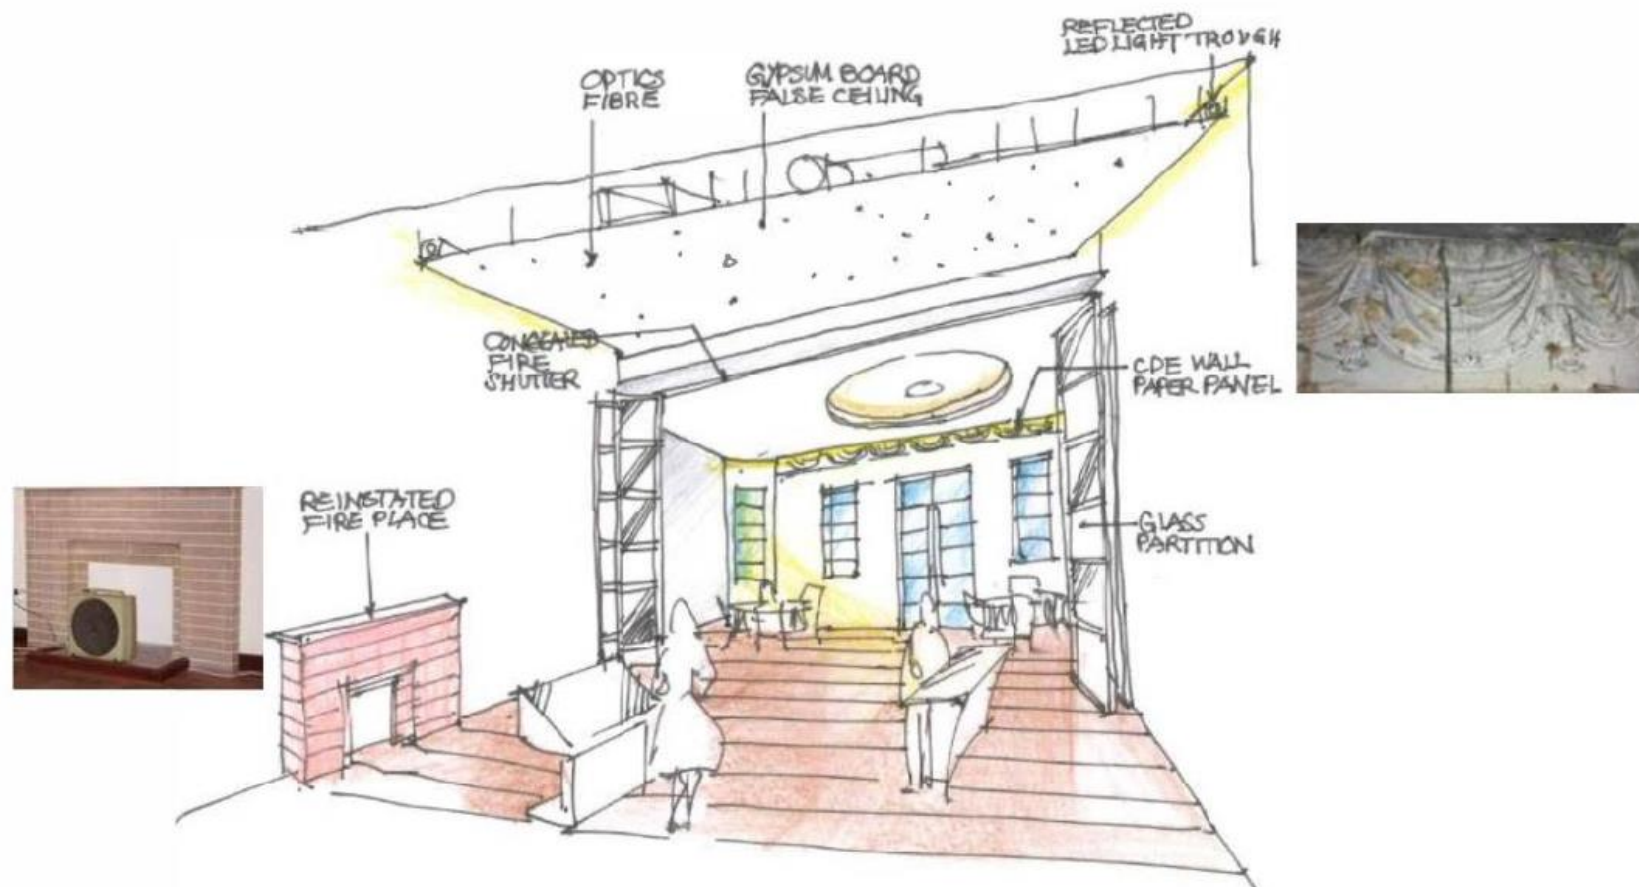 REFLECTED
LED LIGHT TROUGH
OPTICS
FIBRE
GYPSUM BOARD
FALSE CEILING
CONCEALED
FIRE
SHUTTER
CDE WALL
PAPER PANEL
REINSTATED
FIRE PLACE
GLASS
PARTITION